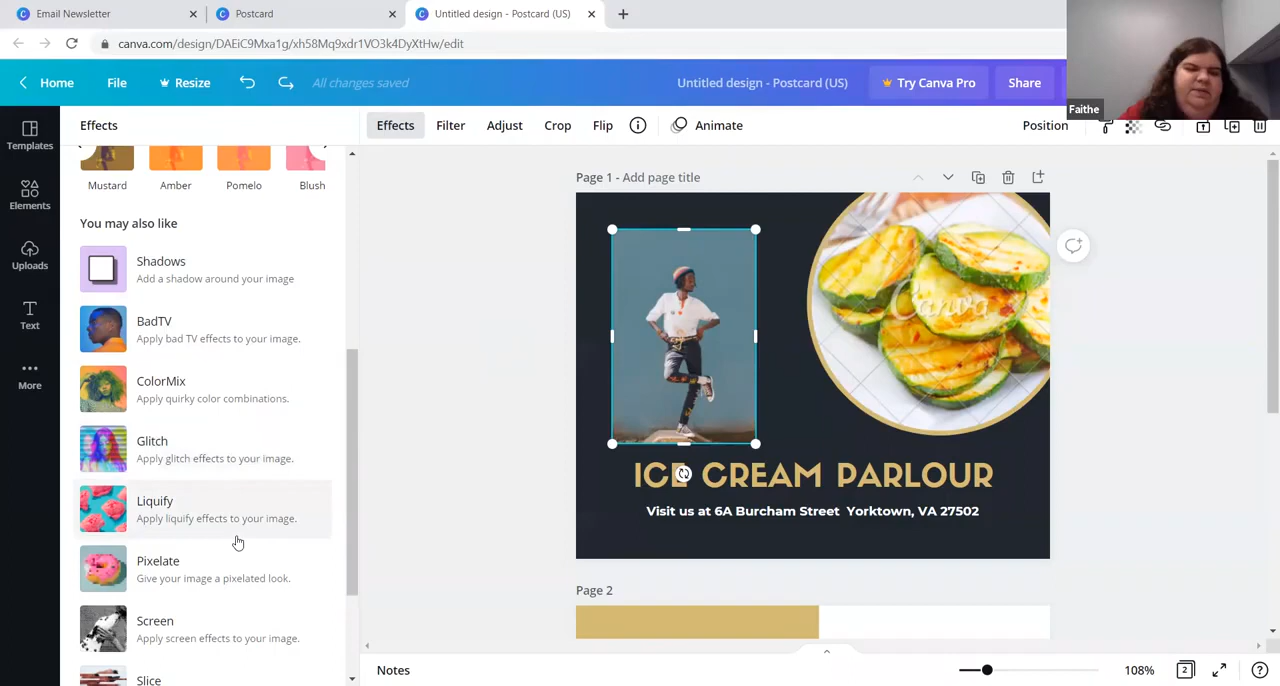 Email Newsletter
Postcard
Untitled design - Postcard (US)
canva.com/design/DAEiC9Mxa1g/xh58Mq9xdr1VO3k4DyXtHw/edit
Home
File
Resize
All changes saved
Untitled design - Postcard (US)
Try Canva Pro
Share
Faithe
Templates
Elements
Uploads
Text
More
Effects
Effects
Filter
Adjust
Crop
Flip
Animate
Position
Mustard
Amber
Pomelo
Blush
You may also like
Shadows
Add a shadow around your image
BadTV
Apply bad TV effects to your image.
ColorMix
Apply quirky color combinations.
Glitch
Apply glitch effects to your image.
Liquify
Apply liquify effects to your image.
Pixelate
Give your image a pixelated look.
Screen
Apply screen effects to your image.
Slice
Page 1 - Add page title
Canva
ICE CREAM PARLOUR
Visit us at 6A Burcham Street Yorktown, VA 27502
Page 2
Notes
108%
2